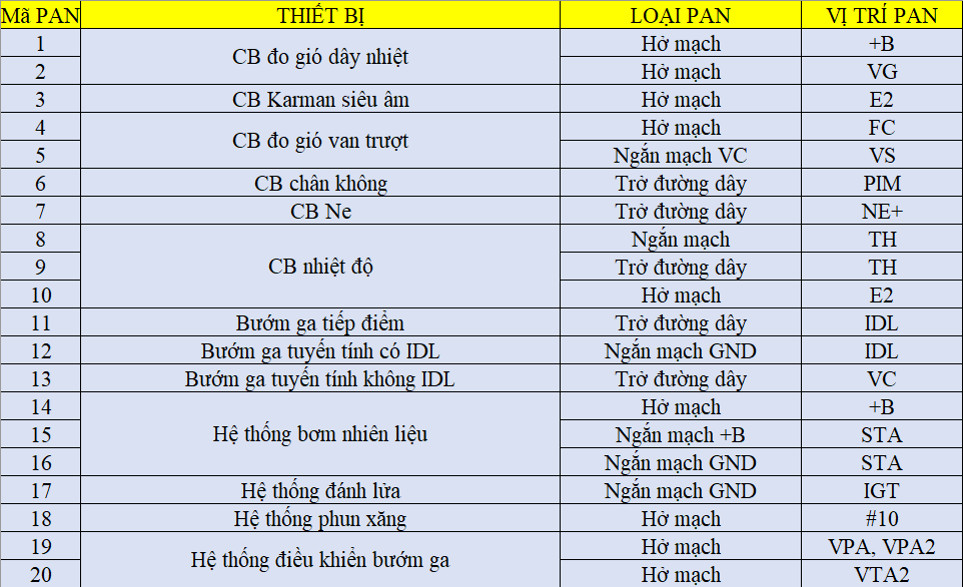 Mã PAN THIẾT BỊ LOẠI PAN VỊ TRÍ PAN
1 CB đo gió dây nhiệt Hở mạch +B
2 Hở mạch VG
3 CB Karman siêu âm Hở mạch E2
4 CB đo gió van trượt Hở mạch FC
5 Ngắn mạch VC VS
6 CB chân không Trở đường dây PIM
7 CB Ne Trở đường dây NE+
8 CB nhiệt độ Ngắn mạch TH
9 Trở đường dây TH
10 Hở mạch E2
11 Bướm ga tiếp điểm Trở đường dây IDL
12 Bướm ga tuyến tính có IDL Ngắn mạch GND IDL
13 Bướm ga tuyến tính không IDL Trở đường dây VC
14 Hệ thống bơm nhiên liệu Hở mạch +B
15 Ngắn mạch +B STA
16 Ngắn mạch GND STA
17 Hệ thống đánh lửa Ngắn mạch GND IGT
18 Hệ thống phun xăng Hở mạch #10
19 Hệ thống điều khiển bướm ga Hở mạch VPA, VPA2
20 Hở mạch VTA2